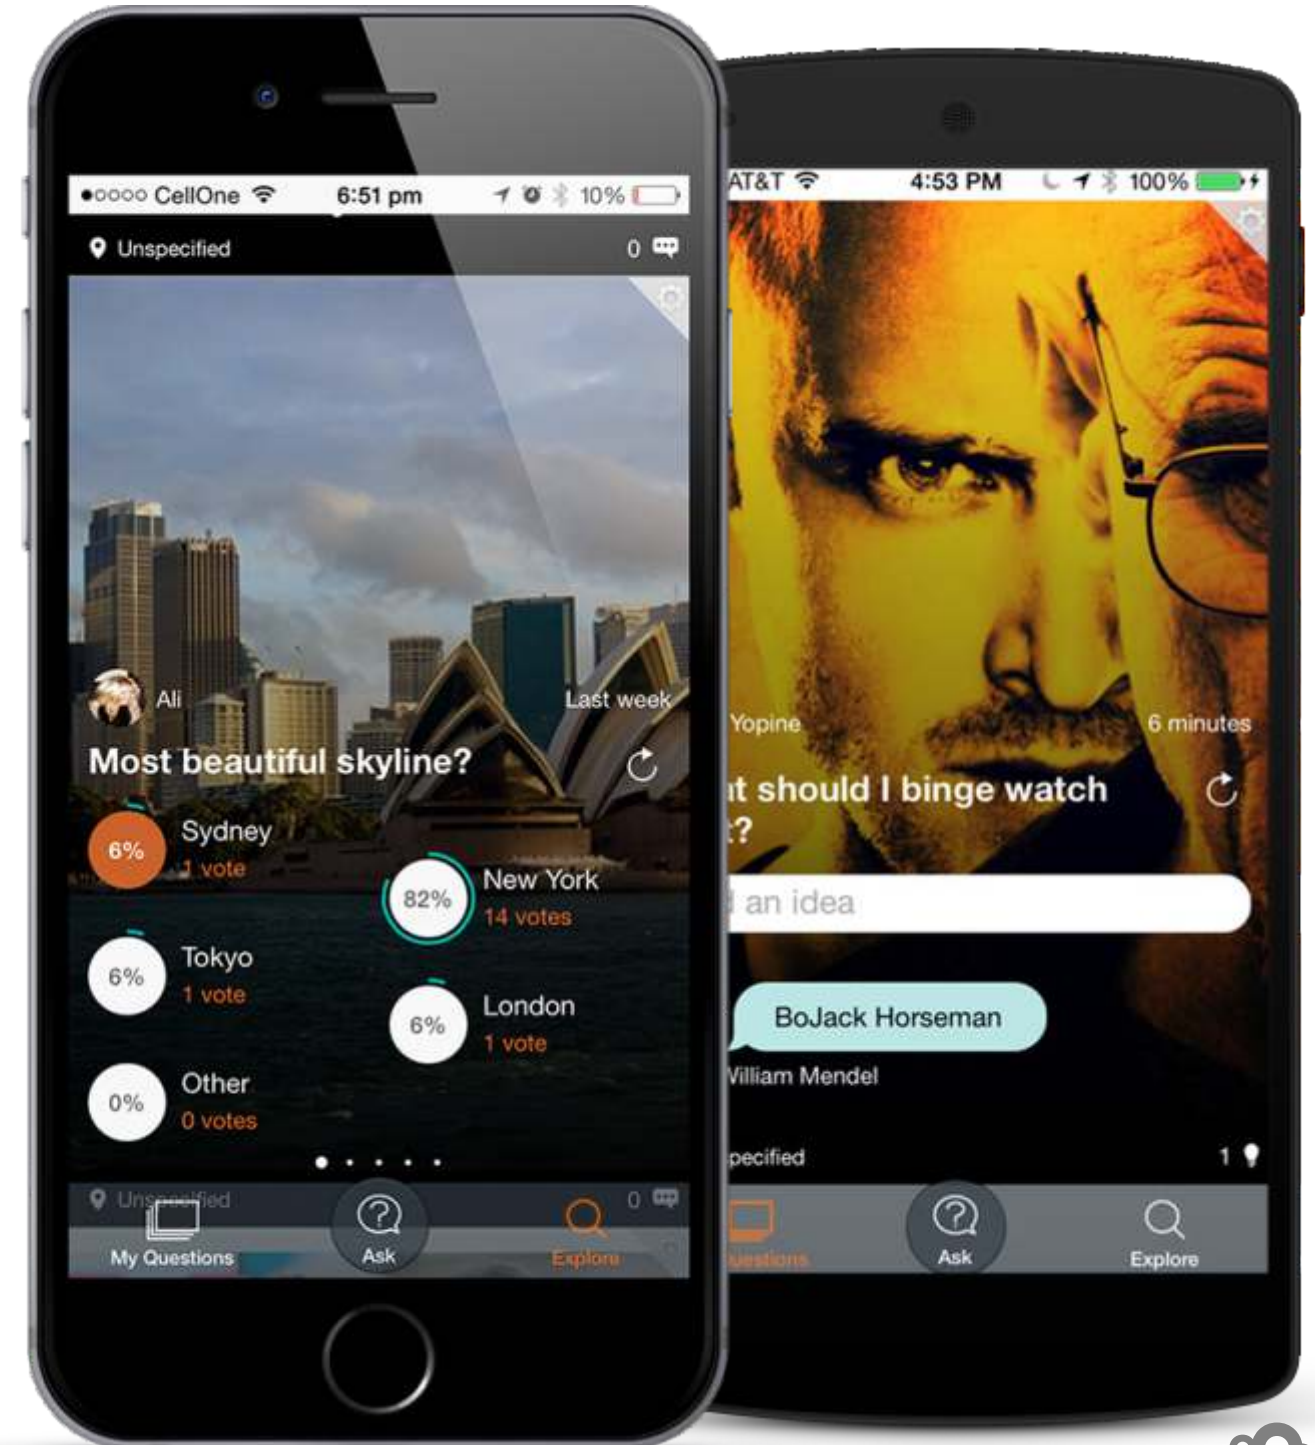 CellOne 6:51 pm 10%
Unspecified 0
Ali Last week
Most beautiful skyline?
6% Sydney
1 vote
82% New York
14 votes
6% Tokyo
1 vote
6% London
1 vote
0% Other
0 votes
Unspecified 0
My Questions Ask Explore
AT&T 4:53 PM 100%
Yopine 6 minutes
should I binge watch
?
an idea
BoJack Horseman
William Mendel
pecified 1
uestions Ask Explore